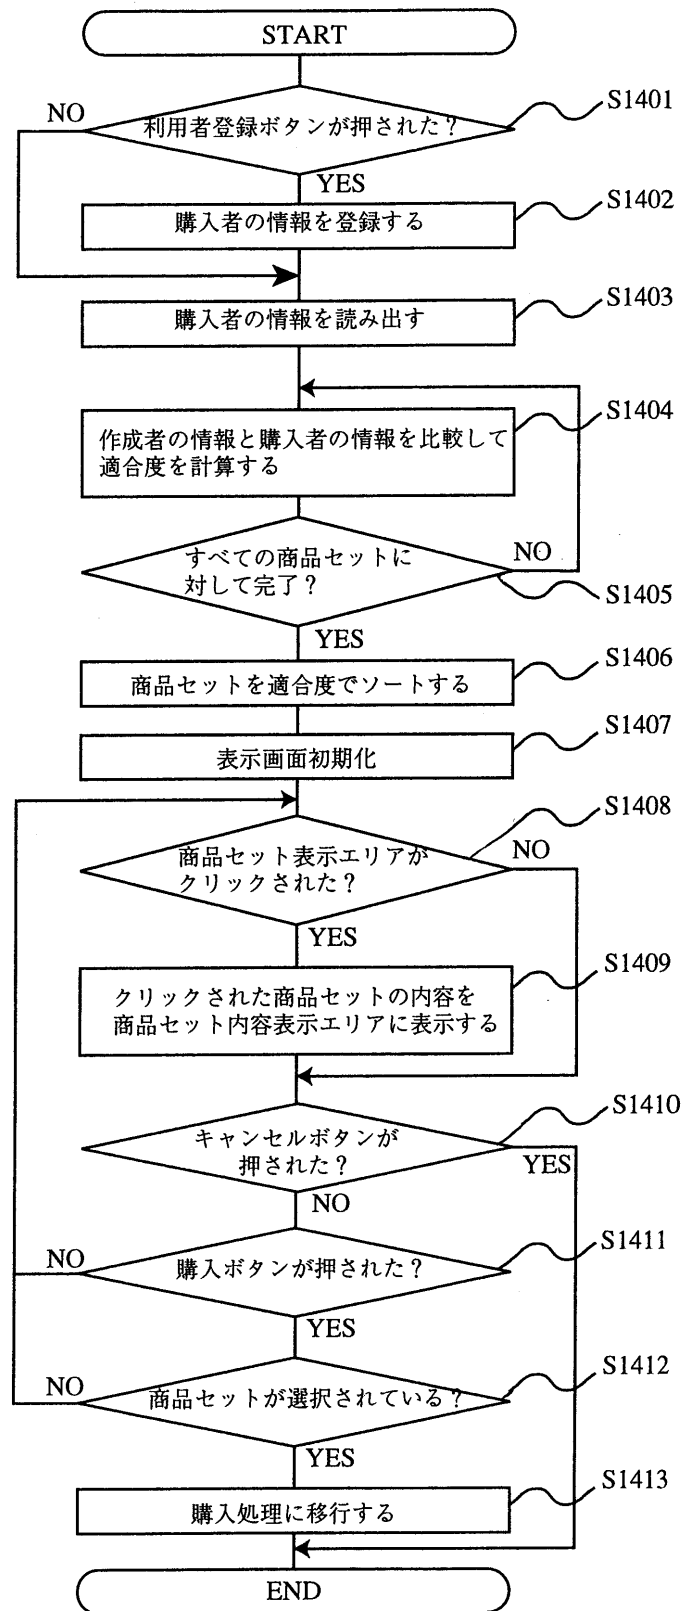 START
S1401
NO
利用者登録ボタンが押された？
YES
S1402
購入者の情報を登録する
S1403
購入者の情報を読み出す
S1404
作成者の情報と購入者の情報を比較して
適合度を計算する
すべての商品セットに
対して完了？
NO
S1405
YES
S1406
商品セットを適合度でソートする
S1407
表示画面初期化
S1408
商品セット表示エリアが
クリックされた？
NO
YES
S1409
クリックされた商品セットの内容を
商品セット内容表示エリアに表示する
S1410
キャンセルボタンが
押された？
YES
NO
S1411
NO
購入ボタンが押された？
YES
S1412
NO
商品セットが選択されている？
YES
S1413
購入処理に移行する
END